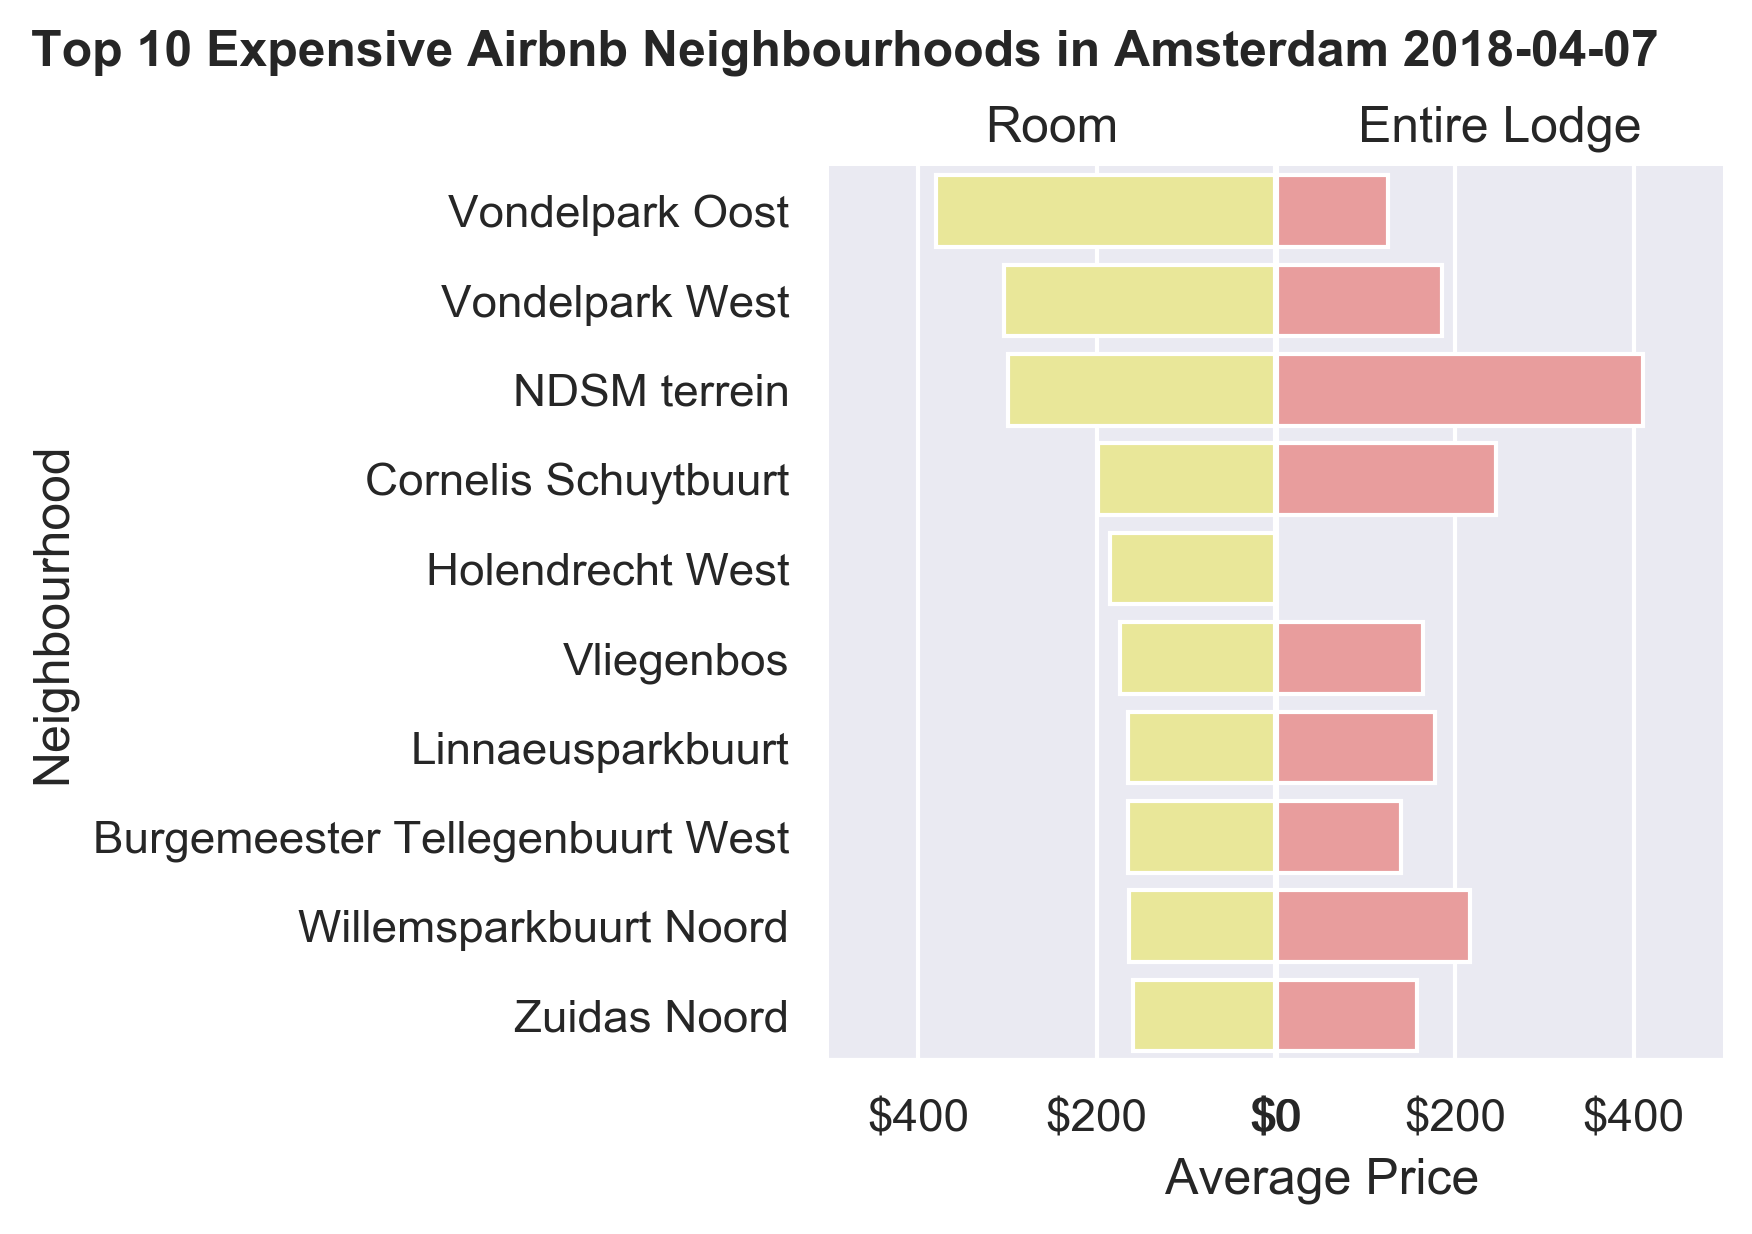 Top 10 Expensive Airbnb Neighbourhoods in Amsterdam 2018-04-07
Room Entire Lodge
Neighbourhood
Vondelpark Oost
Vondelpark West
NDSM terrein
Cornelis Schuytbuurt
Holendrecht West
Vliegenbos
Linnaeusparkbuurt
Burgemeester Tellegenbuurt West
Willemsparkbuurt Noord
Zuidas Noord
$400 $200 $0 $200 $400
Average Price